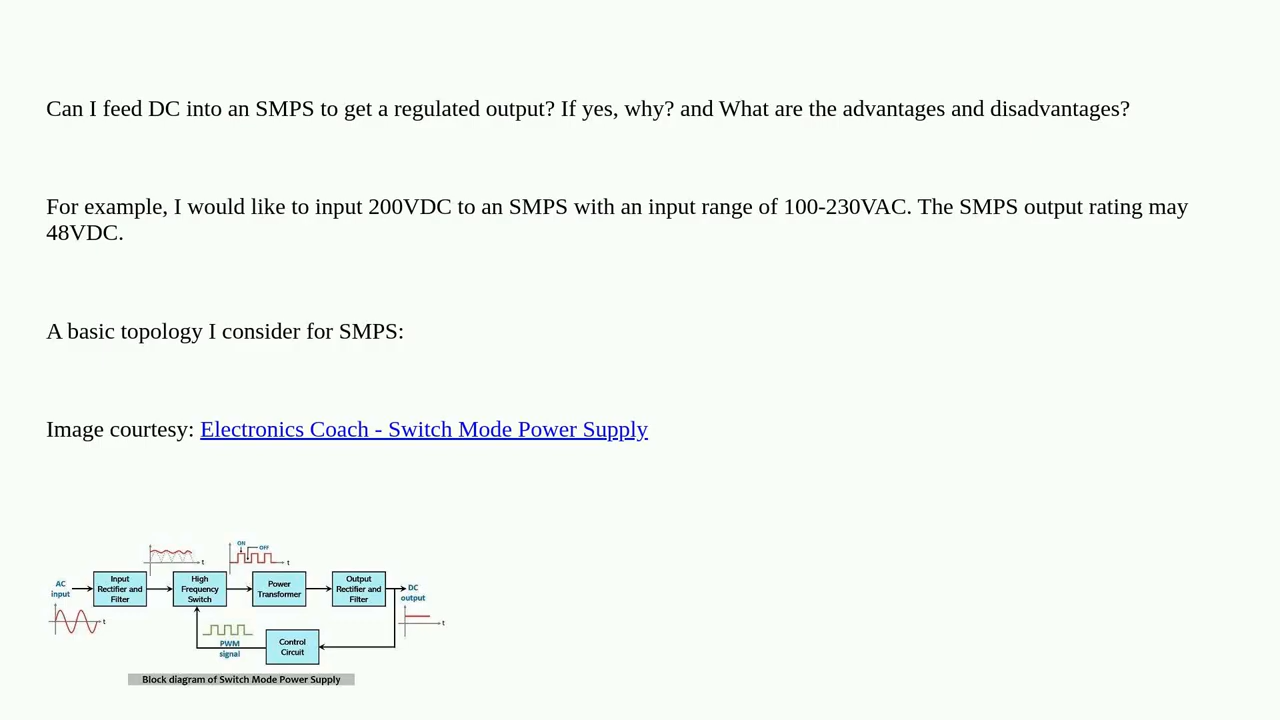 Can I feed DC into an SMPS to get a regulated output? If yes, why? and What are the advantages and disadvantages?
For example, I would like to input 200VDC to an SMPS with an input range of 100-230VAC. The SMPS output rating may
48VDC.
A basic topology I consider for SMPS:
Image courtesy: Electronics Coach - Switch Mode Power Supply
ON
OFF
t
t
AC
input
Input
Rectifier and
Filter
High
Frequency
Switch
Power
Transformer
Output
Rectifier and
Filter
DC
output
t
t
PWM
signal
Control
Circuit
Block diagram of Switch Mode Power Supply